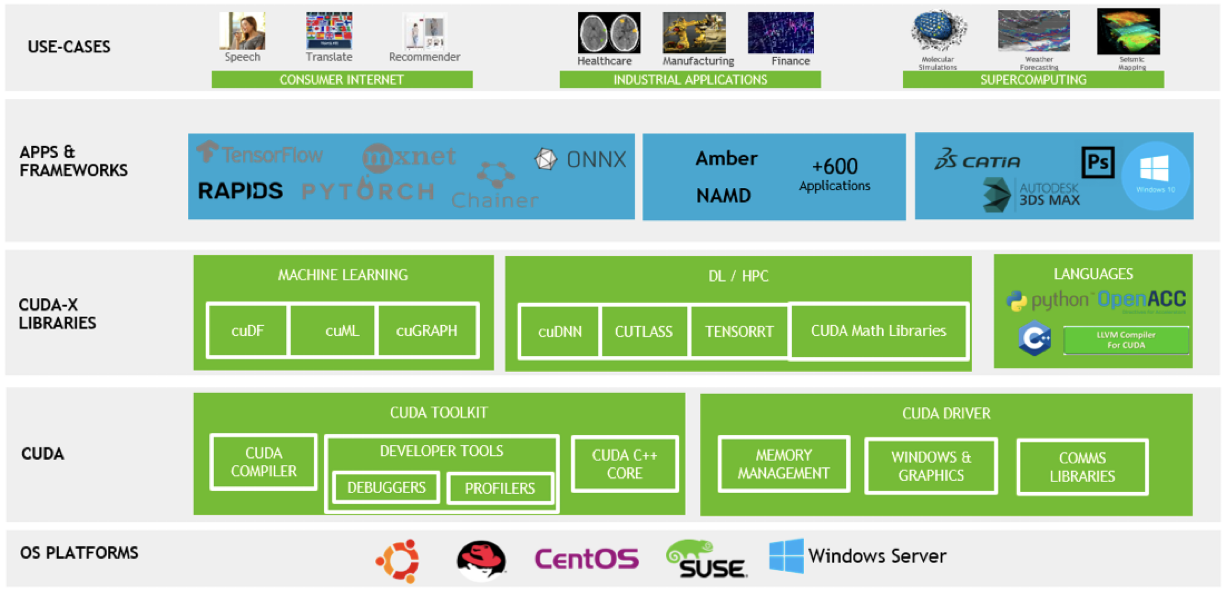 USE-CASES
Speech
Translate
Recommender
CONSUMER INTERNET
Healthcare
Manufacturing
Finance
INDUSTRIAL APPLICATIONS
Molecular
Simulations
Weather
Forecasting
Seismic
Mapping
SUPERCOMPUTING
APPS &
FRAMEWORKS
TensorFlow
mxnet
ONNX
RAPIDS
PYTORCH
Chainer
Amber
NAMD
+600
Applications
CATIA
Ps
Windows 10
AUTODESK
3DS MAX
CUDA-X
LIBRARIES
MACHINE LEARNING
cuDF
cuML
cuGRAPH
DL / HPC
cuDNN
CUTLASS
TENSORRT
CUDA Math Libraries
LANGUAGES
python
OpenACC
C++
LLVM Compiler
For CUDA
CUDA
CUDA TOOLKIT
CUDA
COMPILER
DEVELOPER TOOLS
DEBUGGERS
PROFILERS
CUDA C++
CORE
CUDA DRIVER
MEMORY
MANAGEMENT
WINDOWS &
GRAPHICS
COMMS
LIBRARIES
OS PLATFORMS
CentOS
SUSE
Windows Server